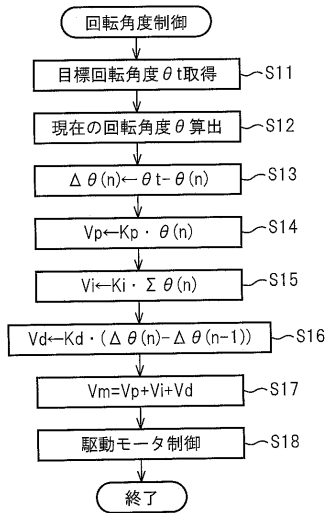 回転角度制御
目標回転角度θt取得 S11
現在の回転角度θ算出 S12
Δθ(n)←θt-θ(n) S13
Vp←Kp・θ(n) S14
Vi←Ki・Σθ(n) S15
Vd←Kd・(Δθ(n)-Δθ(n-1)) S16
Vm=Vp+Vi+Vd S17
駆動モータ制御 S18
終了